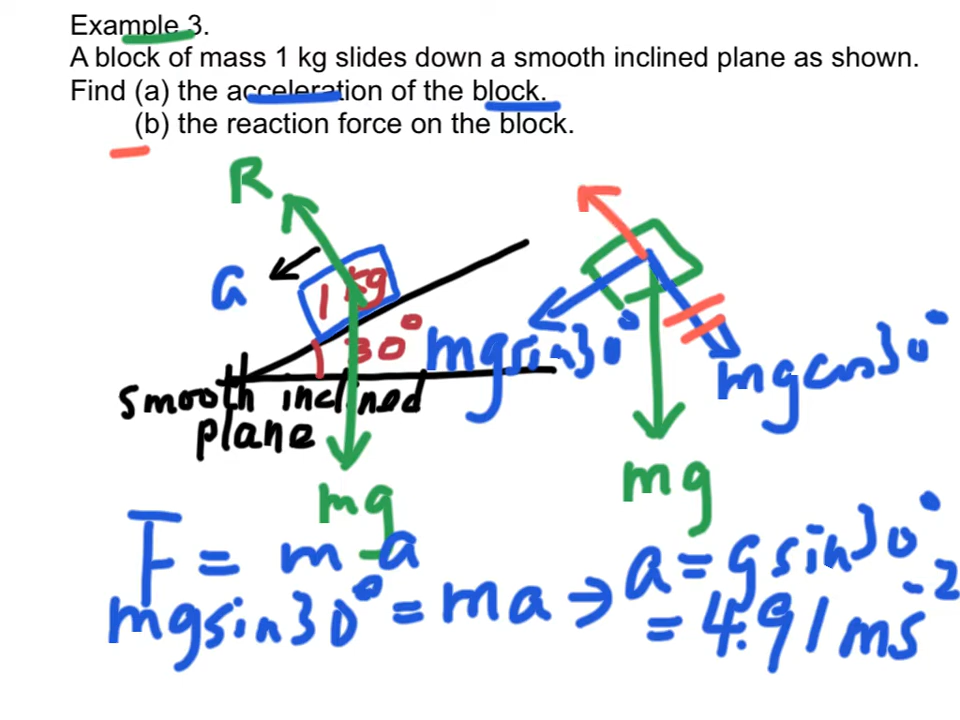 Example 3.
A block of mass 1 kg slides down a smooth inclined plane as shown.
Find (a) the acceleration of the block.
(b) the reaction force on the block.
R
a
1 kg
30°
mgsin30°
mgcos30°
smooth inclined
plane
mg
mg
F = ma
a = gsin30°
mgsin30° = ma →
= 4.91 ms⁻²